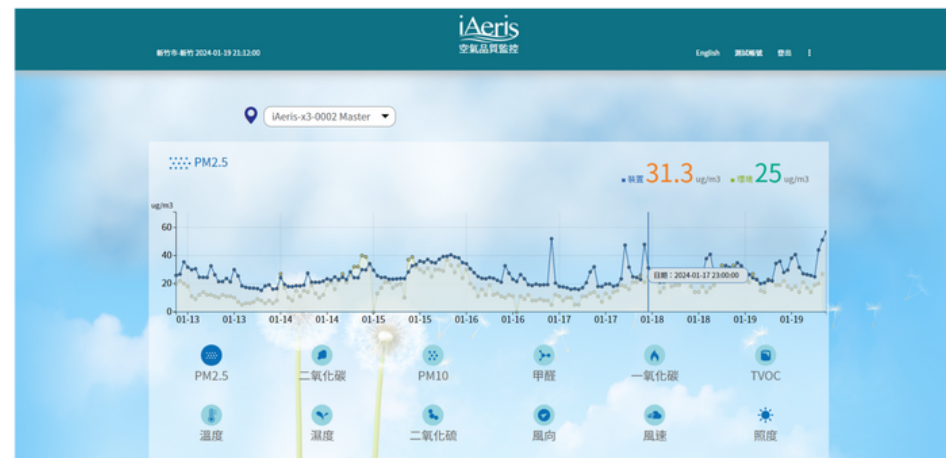 iAeris
空氣品質監控
新竹市-新竹 2024-01-19 21:12:00
English 測試帳號 登出
iAeris-x3-0002 Master
PM2.5
裝置 31.3 ug/m3 環境 25 ug/m3
ug/m3
60
40
20
0
日期：2024-01-17 23:00:00
01-13 01-13 01-14 01-14 01-15 01-15 01-16 01-16 01-17 01-17 01-18 01-18 01-19 01-19
PM2.5 二氧化碳 PM10 甲醛 一氧化碳 TVOC
溫度 濕度 二氧化硫 風向 風速 照度